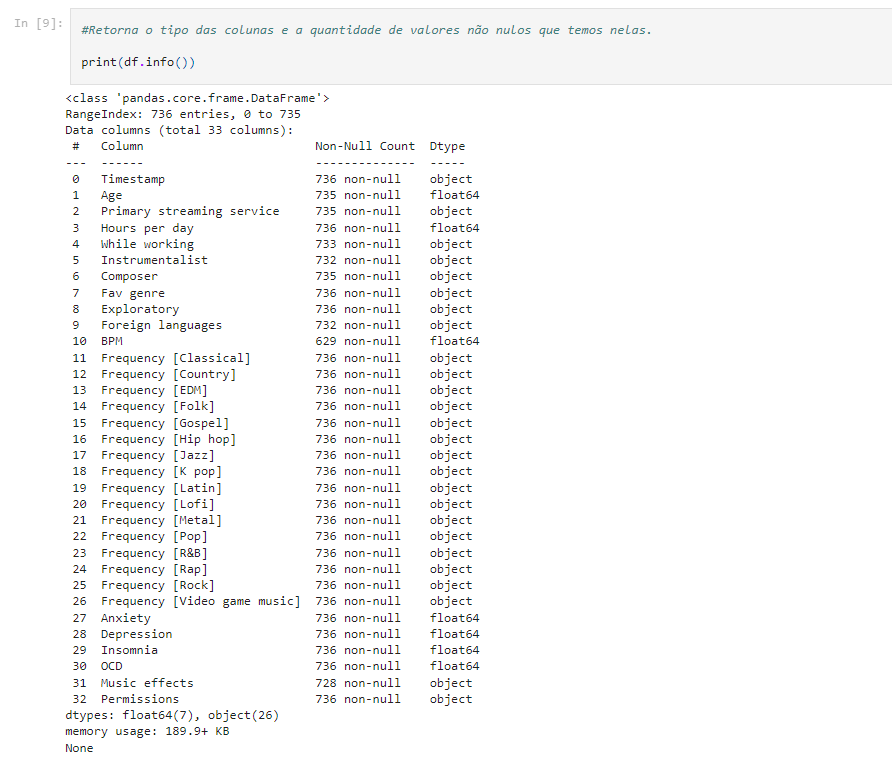 In [9]:
#Retorna o tipo das colunas e a quantidade de valores não nulos que temos nelas.
print(df.info())
<class 'pandas.core.frame.DataFrame'>
RangeIndex: 736 entries, 0 to 735
Data columns (total 33 columns):
 #   Column                        Non-Null Count  Dtype
---  ------                        --------------  -----
 0   Timestamp                     736 non-null    object
 1   Age                           735 non-null    float64
 2   Primary streaming service     735 non-null    object
 3   Hours per day                 736 non-null    float64
 4   While working                 733 non-null    object
 5   Instrumentalist               732 non-null    object
 6   Composer                      735 non-null    object
 7   Fav genre                     736 non-null    object
 8   Exploratory                   736 non-null    object
 9   Foreign languages             732 non-null    object
 10  BPM                           629 non-null    float64
 11  Frequency [Classical]         736 non-null    object
 12  Frequency [Country]           736 non-null    object
 13  Frequency [EDM]               736 non-null    object
 14  Frequency [Folk]              736 non-null    object
 15  Frequency [Gospel]            736 non-null    object
 16  Frequency [Hip hop]           736 non-null    object
 17  Frequency [Jazz]              736 non-null    object
 18  Frequency [K pop]             736 non-null    object
 19  Frequency [Latin]             736 non-null    object
 20  Frequency [Lofi]              736 non-null    object
 21  Frequency [Metal]             736 non-null    object
 22  Frequency [Pop]               736 non-null    object
 23  Frequency [R&B]               736 non-null    object
 24  Frequency [Rap]               736 non-null    object
 25  Frequency [Rock]              736 non-null    object
 26  Frequency [Video game music]  736 non-null    object
 27  Anxiety                       736 non-null    float64
 28  Depression                    736 non-null    float64
 29  Insomnia                      736 non-null    float64
 30  OCD                           736 non-null    float64
 31  Music effects                 728 non-null    object
 32  Permissions                   736 non-null    object
dtypes: float64(7), object(26)
memory usage: 189.9+ KB
None